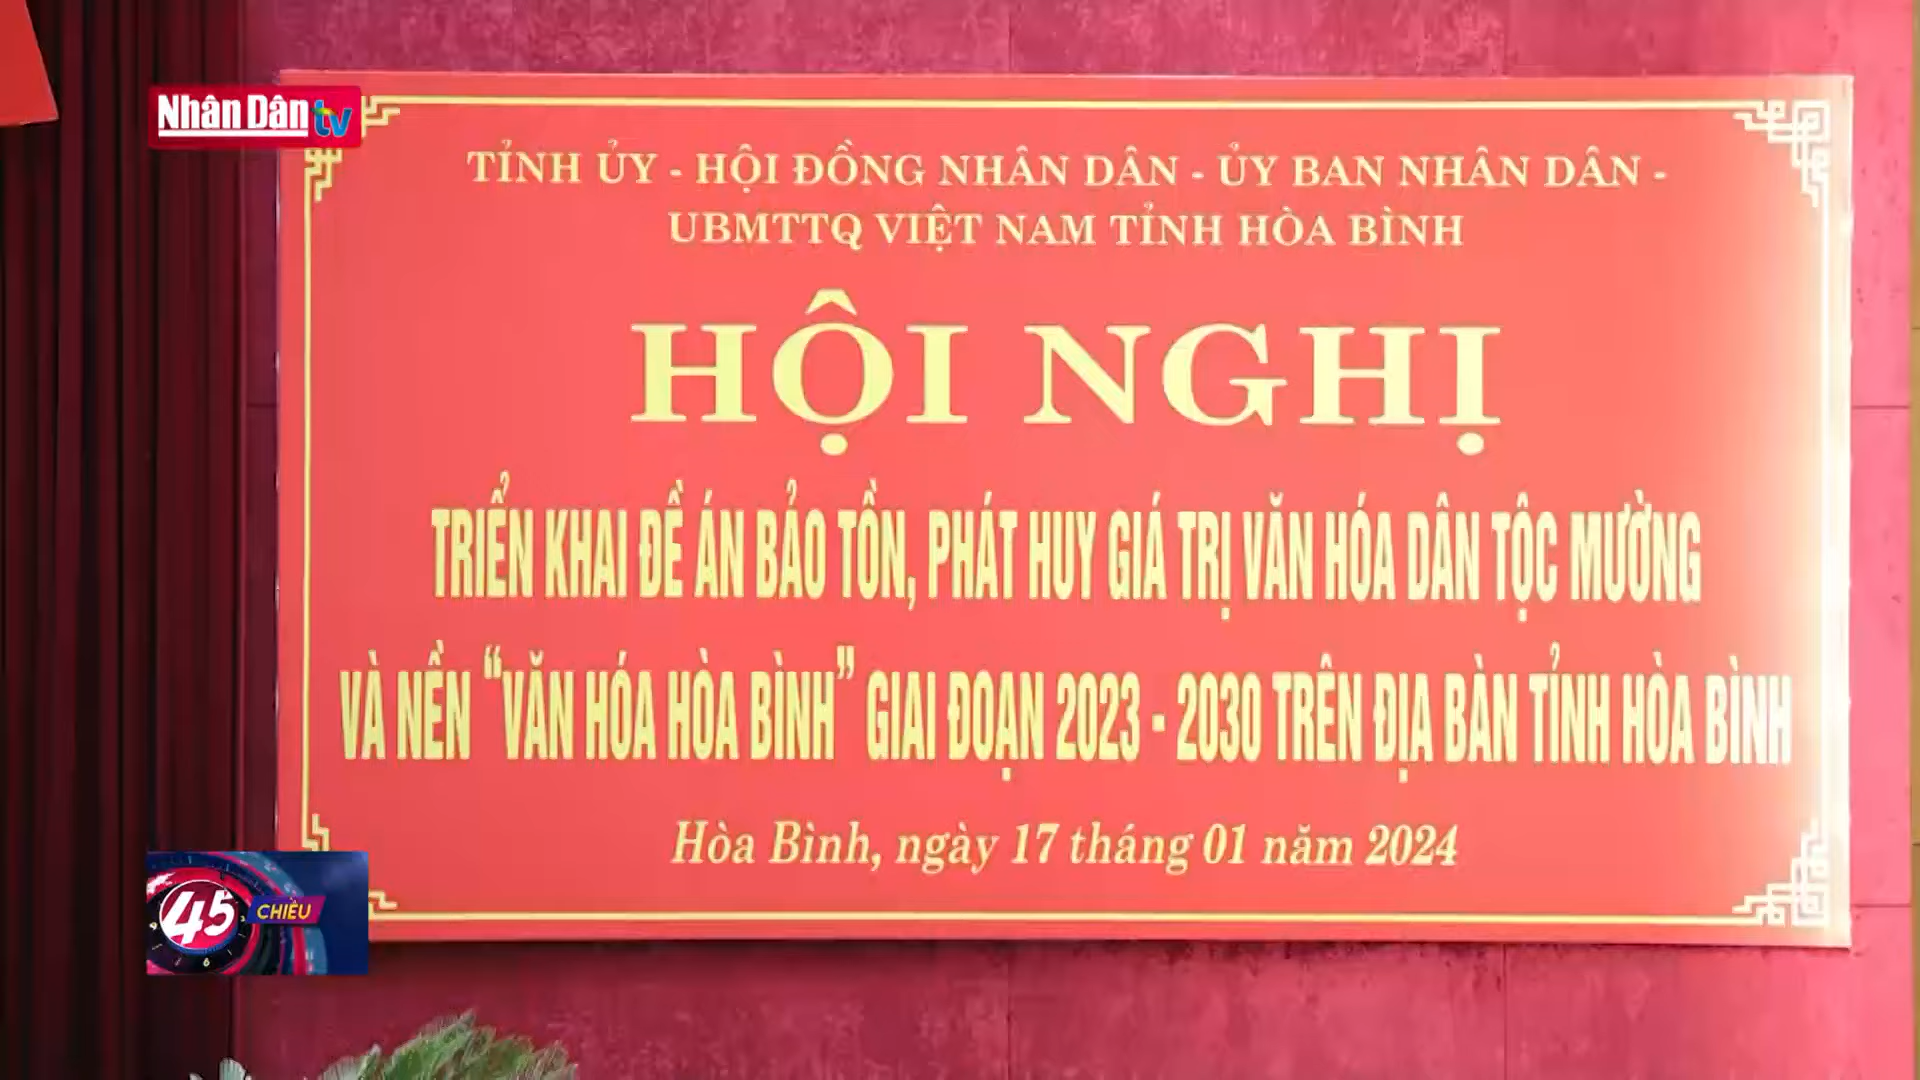 Nhân Dân tv
TỈNH ỦY - HỘI ĐỒNG NHÂN DÂN - ỦY BAN NHÂN DÂN -
UBMTTQ VIỆT NAM TỈNH HÒA BÌNH
HỘI NGHỊ
TRIỂN KHAI ĐỀ ÁN BẢO TỒN, PHÁT HUY GIÁ TRỊ VĂN HÓA DÂN TỘC MƯỜNG
VÀ NỀN “VĂN HÓA HÒA BÌNH” GIAI ĐOẠN 2023 - 2030 TRÊN ĐỊA BÀN TỈNH HÒA BÌNH
Hòa Bình, ngày 17 tháng 01 năm 2024
45 CHIỀU